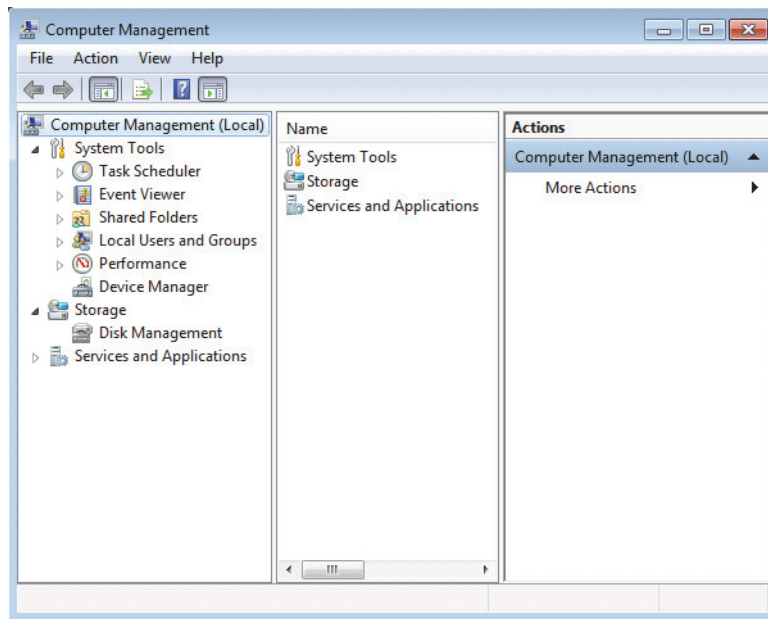 Computer Management
File Action View Help
Computer Management (Local)
System Tools
Task Scheduler
Event Viewer
Shared Folders
Local Users and Groups
Performance
Device Manager
Storage
Disk Management
Services and Applications
Name
System Tools
Storage
Services and Applications
Actions
Computer Management (Local)
More Actions